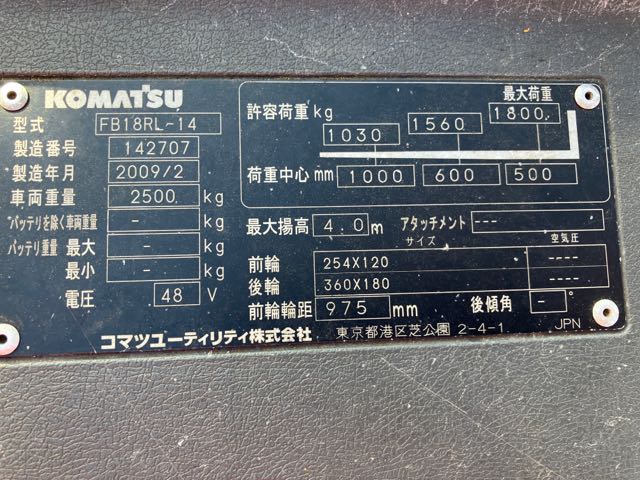 KOMATSU
型式 FB18RL-14
製造番号 142707
製造年月 2009/2
車両重量 2500 kg
バッテリを除く車両重量 - kg
バッテリ重量 最大 - kg
最小 - kg
電圧 48 V
最大荷重
許容荷重 kg 1030 1560 1800
荷重中心 mm 1000 600 500
最大揚高 4.0 m アタッチメント ---
サイズ 空気圧
前輪 254X120 ----
後輪 360X180 ----
前輪輪距 975 mm 後傾角 - °
コマツユーティリティ株式会社 東京都港区芝公園 2-4-1 JPN